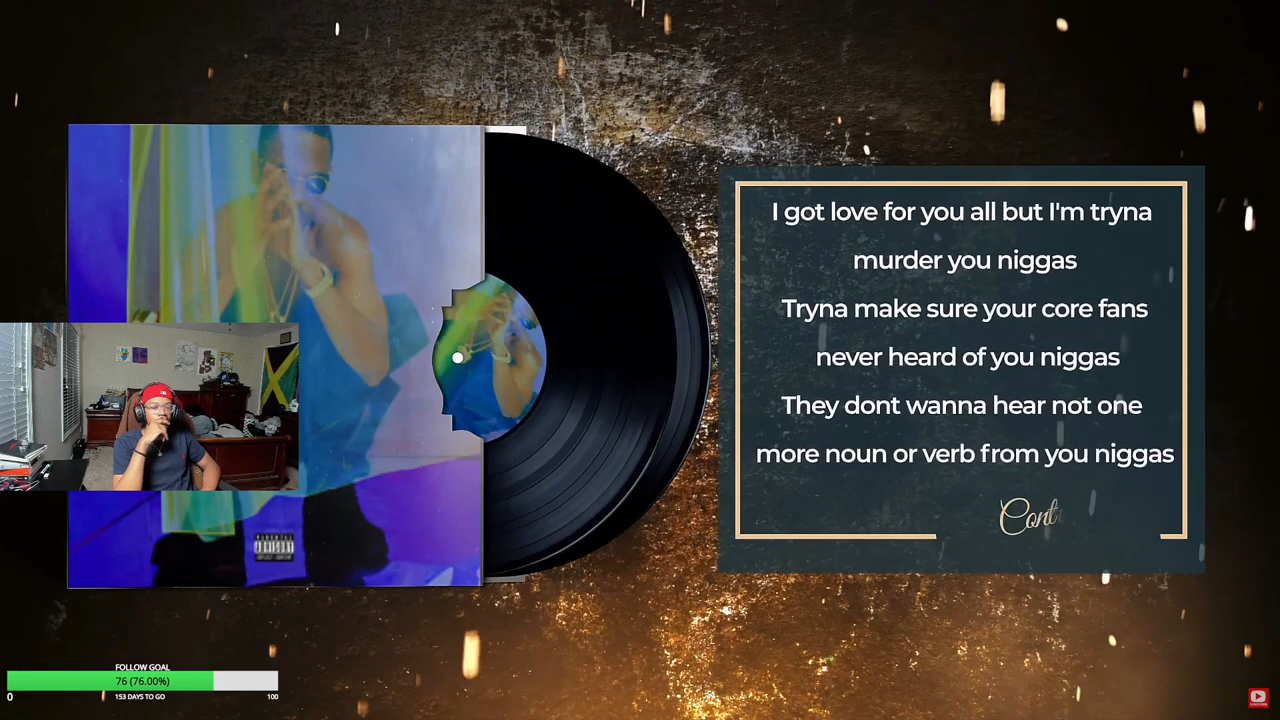 I got love for you all but I'm tryna
murder you niggas
Tryna make sure your core fans
never heard of you niggas
They dont wanna hear not one
more noun or verb from you niggas
Cont
FOLLOW GOAL
76 (76.00%)
0
153 DAYS TO GO
100